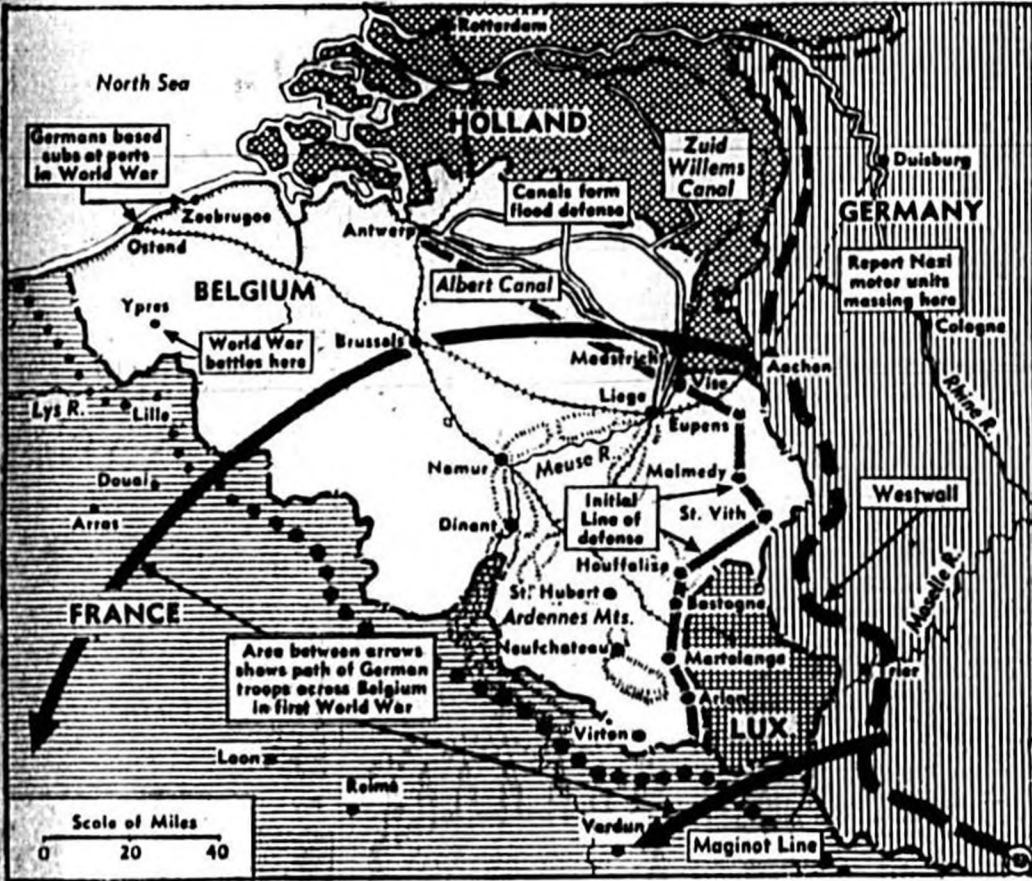 Rotterdam
North Sea
HOLLAND
Germans based
subs at ports
in World War
Zuid
Willems
Canal
Duisburg
Canals form
flood defense
Zeebrugee
GERMANY
Ostend
Antwerp
Albert Canal
Report Nazi
motor units
massing here
BELGIUM
Ypres
World War
battles here
Brussels
Cologne
Maestricht
Aachen
Vise
Rhine R.
Lys R.
Lille
Liege
Eupens
Namur
Meuse R.
Malmedy
Douai
Initial
Line of
defense
Westwall
Arras
Dinant
St. Vith
Houffalize
Moselle R.
St. Hubert
Bastogne
FRANCE
Ardennes Mts.
Neufchateau
Martelange
Area between arrows
shows path of German
troops across Belgium
in first World War
Trier
Arlon
LUX.
Virton
Laon
Reims
Scale of Miles
0 20 40
Verdun
Maginot Line